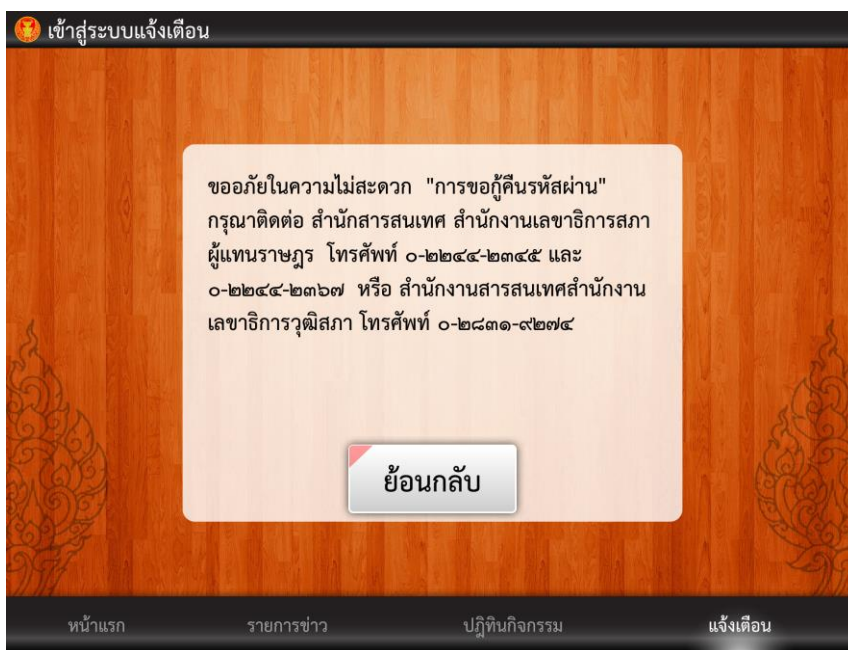 เข้าสู่ระบบแจ้งเตือน
ขออภัยในความไม่สะดวก "การขอกู้คืนรหัสผ่าน"
กรุณาติดต่อ สำนักสารสนเทศ สำนักงานเลขาธิการสภา
ผู้แทนราษฎร โทรศัพท์ ๐-๒๒๔๔-๒๓๔๕ และ
๐-๒๒๔๔-๒๓๖๗ หรือ สำนักงานสารสนเทศสำนักงาน
เลขาธิการวุฒิสภา โทรศัพท์ ๐-๒๘๓๑-๙๒๗๔
ย้อนกลับ
หน้าแรก รายการข่าว ปฎิทินกิจกรรม แจ้งเตือน